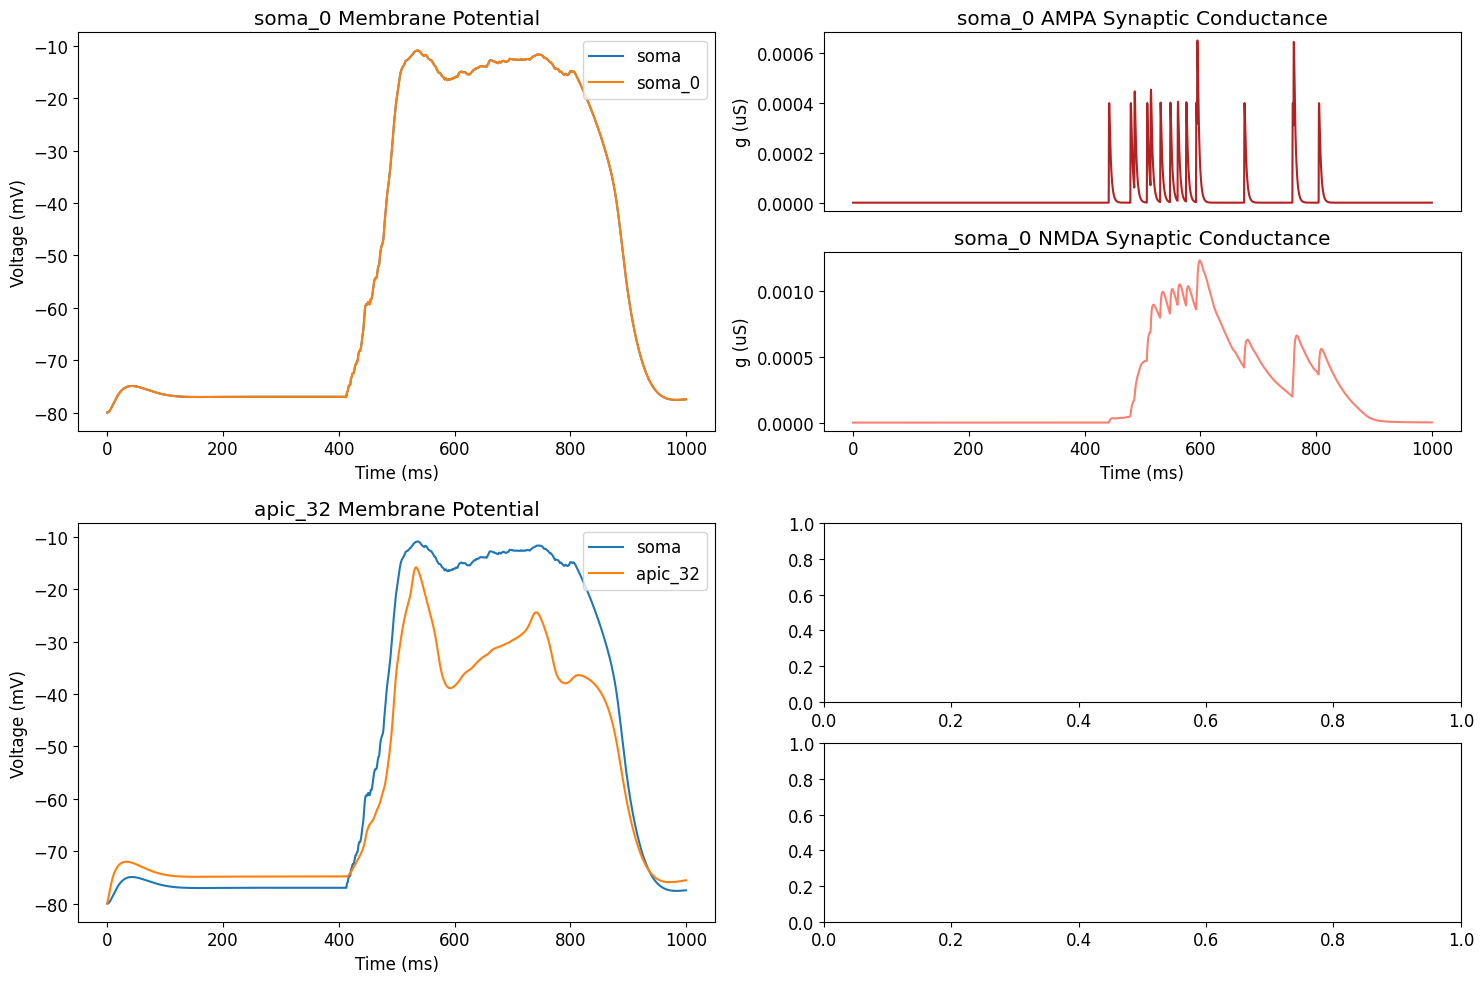 soma_0 Membrane Potential
−10
−20
−30
−40
−50
−60
−70
−80
Voltage (mV)
0 200 400 600 800 1000
Time (ms)
soma
soma_0
soma_0 AMPA Synaptic Conductance
0.0006
0.0004
0.0002
0.0000
g (uS)
soma_0 NMDA Synaptic Conductance
0.0010
0.0005
0.0000
g (uS)
0 200 400 600 800 1000
Time (ms)
apic_32 Membrane Potential
−10
−20
−30
−40
−50
−60
−70
−80
Voltage (mV)
0 200 400 600 800 1000
Time (ms)
soma
apic_32
1.0
0.8
0.6
0.4
0.2
0.0
0.0 0.2 0.4 0.6 0.8 1.0
1.0
0.8
0.6
0.4
0.2
0.0
0.0 0.2 0.4 0.6 0.8 1.0